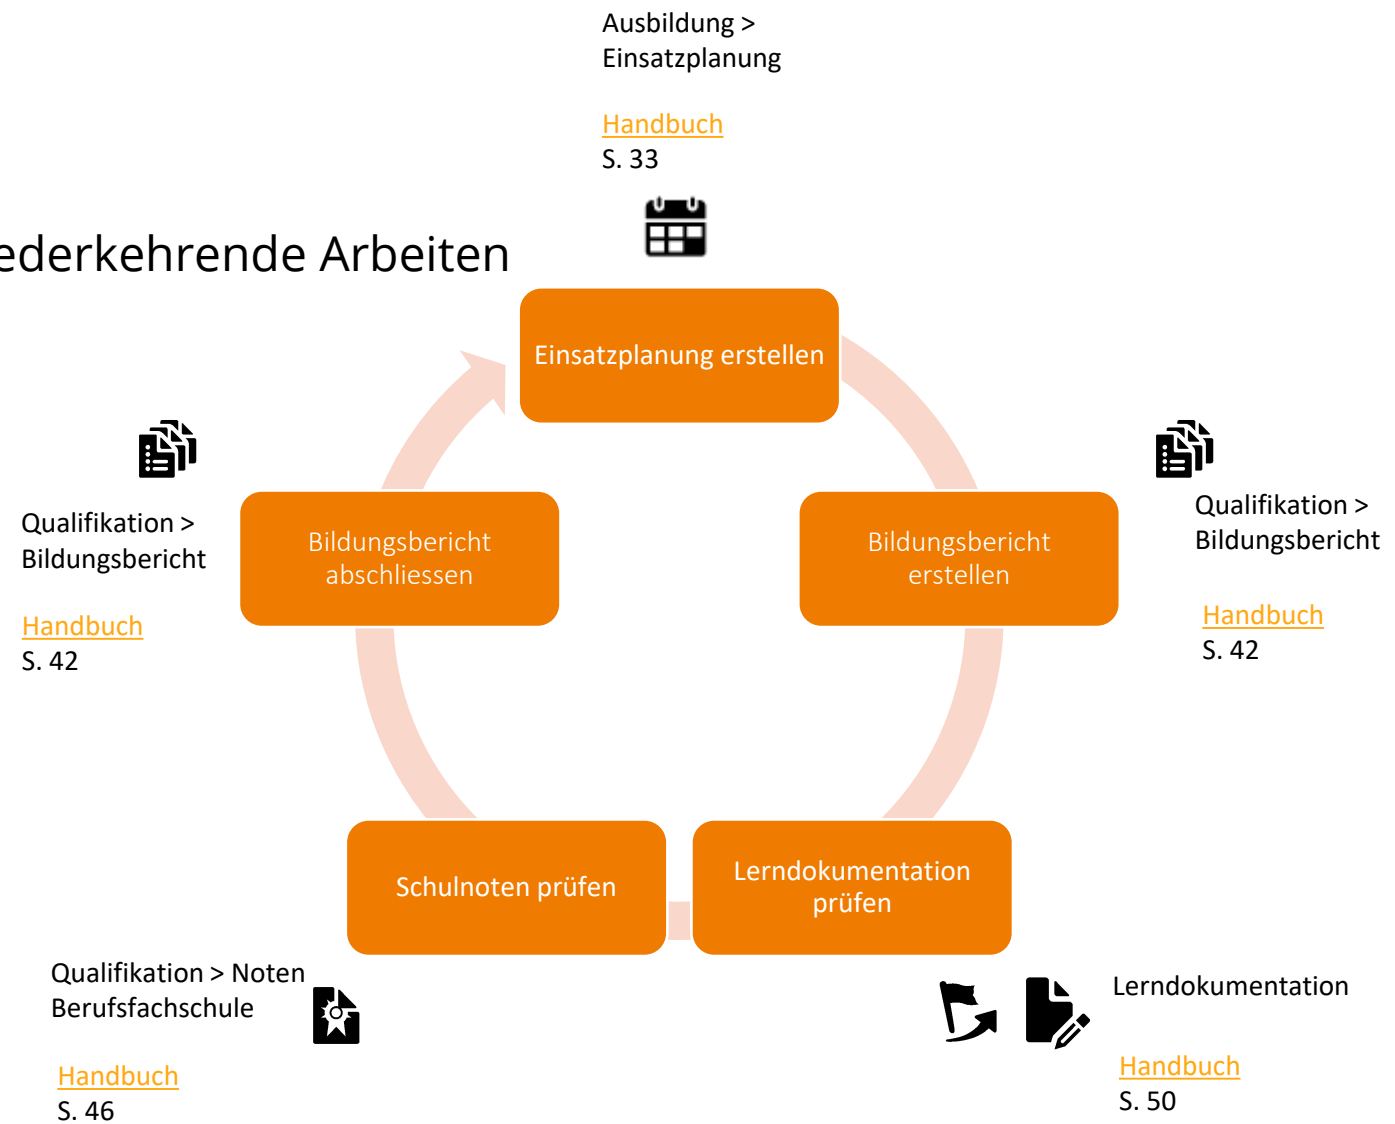 Ausbildung >
Einsatzplanung
Handbuch
S. 33
ederkehrende Arbeiten
Einsatzplanung erstellen
Qualifikation >
Bildungsbericht
Handbuch
S. 42
Bildungsbericht
abschliessen
Bildungsbericht
erstellen
Qualifikation >
Bildungsbericht
Handbuch
S. 42
Schulnoten prüfen
Lerndokumentation
prüfen
Qualifikation > Noten
Berufsfachschule
Handbuch
S. 46
Lerndokumentation
Handbuch
S. 50